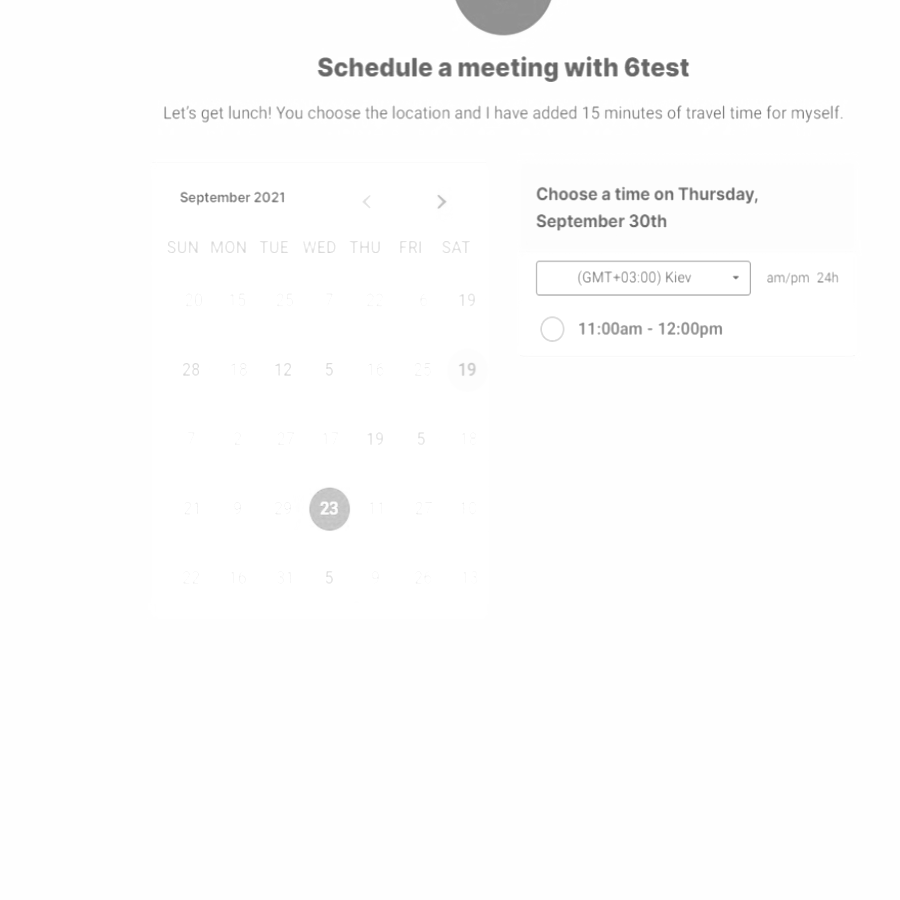 Schedule a meeting with 6test
Let's get lunch! You choose the location and I have added 15 minutes of travel time for myself.
September 2021
SUN MON TUE WED THU FRI SAT
20 15 25 7 22 19
28 18 12 5 16 25 19
7 2 27 17 19 5 18
21 9 29 23 11 27 10
22 16 31 5 9 26 13
Choose a time on Thursday,
September 30th
(GMT+03:00) Kiev am/pm 24h
11:00am - 12:00pm